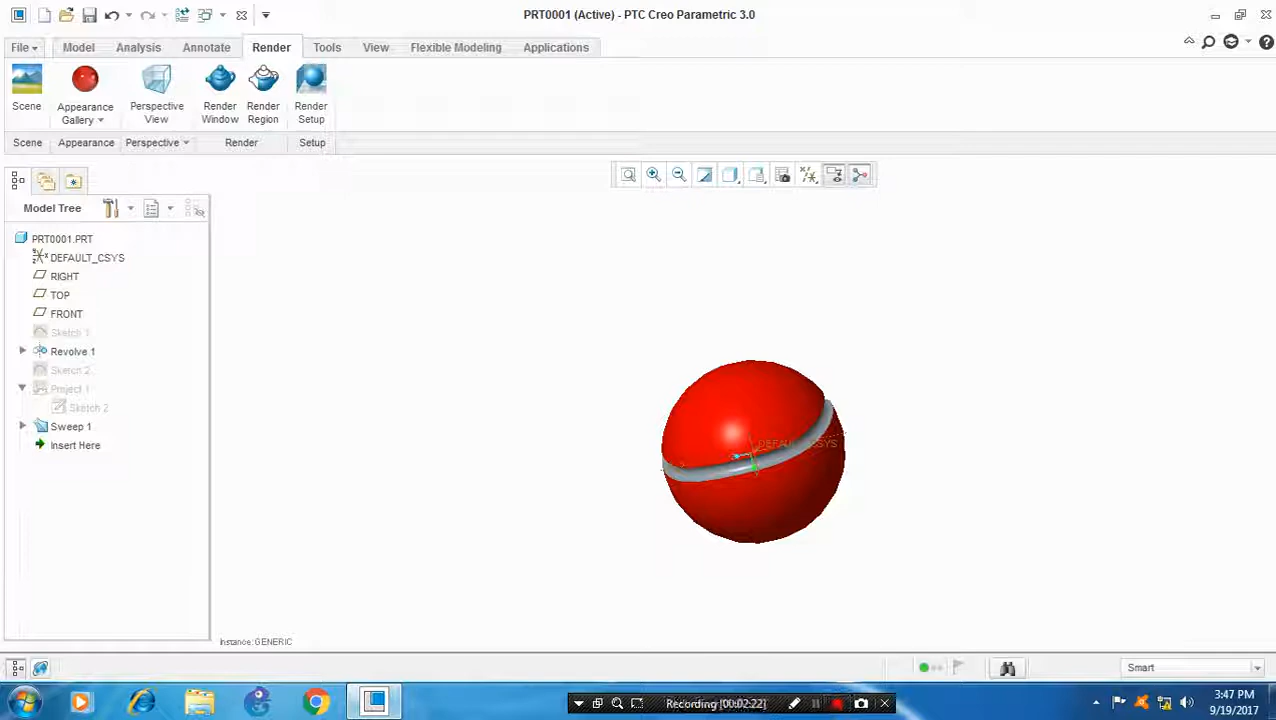 PRT0001 (Active) - PTC Creo Parametric 3.0
File
Model
Analysis
Annotate
Render
Tools
View
Flexible Modeling
Applications
Scene
Appearance
Gallery
Perspective
View
Render
Window
Render
Region
Render
Setup
Scene
Appearance
Perspective
Render
Setup
Model Tree
PRT0001.PRT
DEFAULT_CSYS
RIGHT
TOP
FRONT
Sketch 1
Revolve 1
Sketch 2
Project 1
Sketch 2
Sweep 1
Insert Here
DEFAULT_CSYS
Instance: GENERIC
Smart
Recording [00:02:22]
3:47 PM
9/19/2017